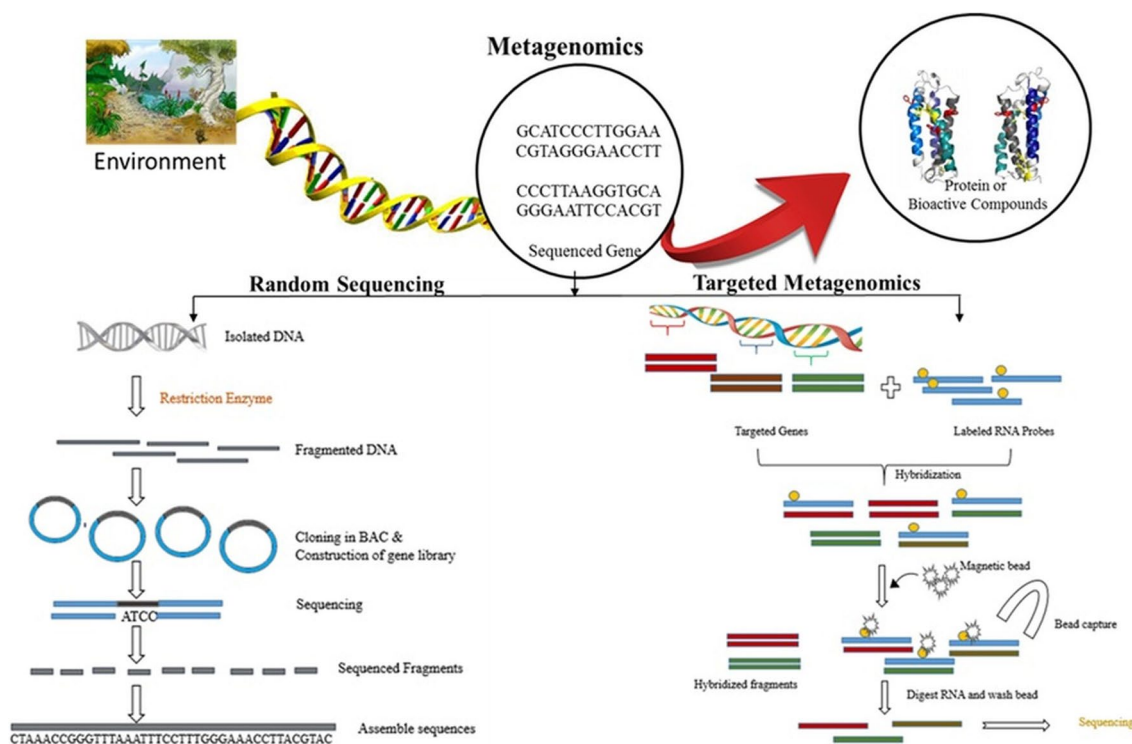 Metagenomics
Environment
GCATCCCTTGGAA
CGTAGGGAACCTT
CCCTTAAGGTGCA
GGGAATTCCACGT
Sequenced Gene
Protein or
Bioactive Compounds
Random Sequencing
Isolated DNA
Restriction Enzyme
Fragmented DNA
Cloning in BAC &
Construction of gene library
Sequencing
ATCC
Sequenced Fragments
Assemble sequences
CTAAACCGGGTTTAAATTTCCTTTGGGAAACCTTACGTAC
Targeted Metagenomics
Targeted Genes
Labeled RNA Probes
Hybridization
Magnetic bead
Bead capture
Hybridized fragments
Digest RNA and wash bead
Sequencing